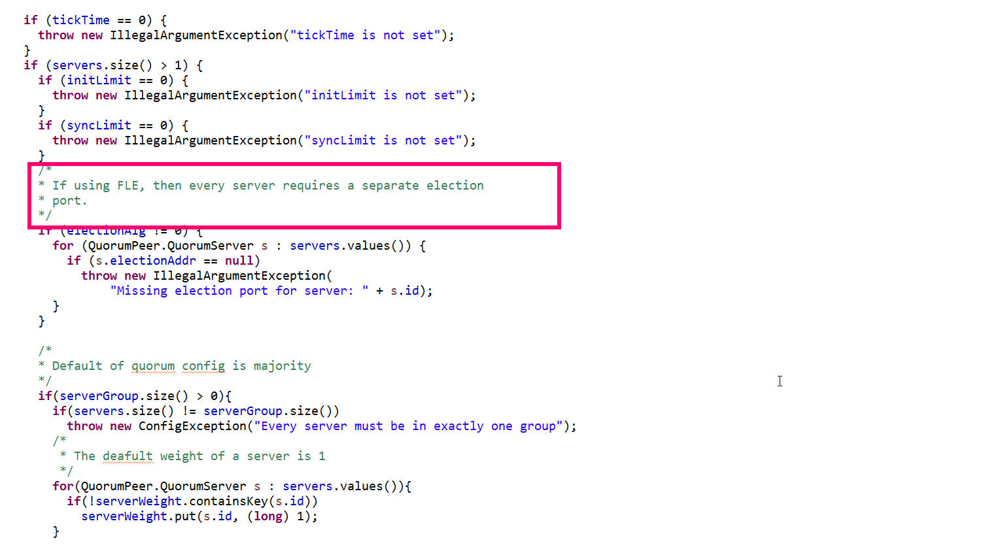 if (tickTime == 0) {
throw new IllegalArgumentException("tickTime is not set");
}
if (servers.size() > 1) {
if (initLimit == 0) {
throw new IllegalArgumentException("initLimit is not set");
}
if (syncLimit == 0) {
throw new IllegalArgumentException("syncLimit is not set");
}
/*
* If using FLE, then every server requires a separate election
* port.
*/
if (electionAlg != 0) {
for (QuorumPeer.QuorumServer s : servers.values()) {
if (s.electionAddr == null)
throw new IllegalArgumentException(
"Missing election port for server: " + s.id);
}
}
/*
* Default of quorum config is majority
*/
if(serverGroup.size() > 0){
if(servers.size() != serverGroup.size())
throw new ConfigException("Every server must be in exactly one group");
/*
* The deafult weight of a server is 1
*/
for(QuorumPeer.QuorumServer s : servers.values()){
if(!serverWeight.containsKey(s.id))
serverWeight.put(s.id, (long) 1);
}